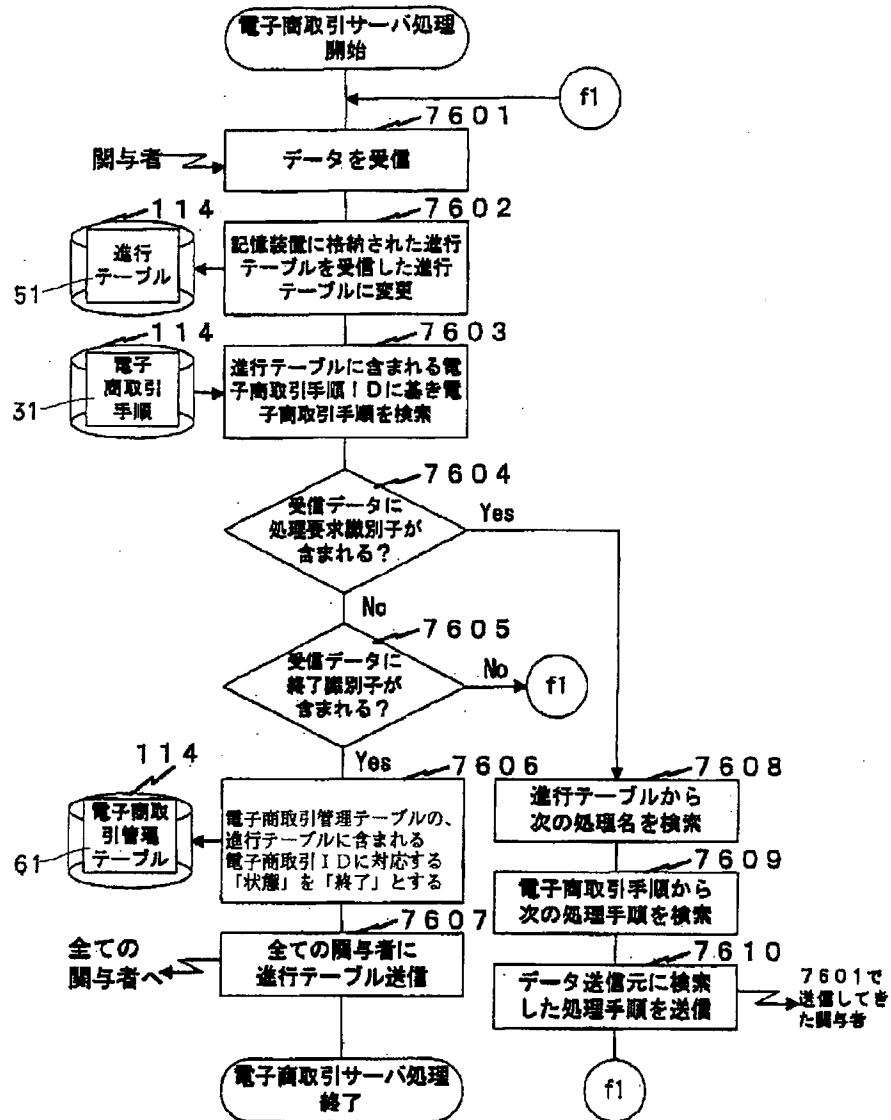 電子商取引サーバ処理
開始
f1
7601
関与者
データを受信
114
7602
進行
テーブル
51
記憶装置に格納された進行
テーブルを受信した進行
テーブルに変更
114
7603
電子
商取引
手順
31
進行テーブルに含まれる電
子商取引手順IDに基き電
子商取引手順を検索
7604
受信データに
処理要求識別子が
含まれる?
Yes
No
7605
受信データに
終了識別子が
含まれる?
No
f1
Yes
114
7606
電子商取
引管理
テーブル
61
電子商取引管理テーブルの、
進行テーブルに含まれる
電子商取引IDに対応する
「状態」を「終了」とする
7608
進行テーブルから
次の処理名を検索
7609
電子商取引手順から
次の処理手順を検索
7607
全ての
関与者へ
全ての関与者に
進行テーブル送信
7610
データ送信元に検索
した処理手順を送信
7601で
送信してき
た関与者
電子商取引サーバ処理
終了
f1